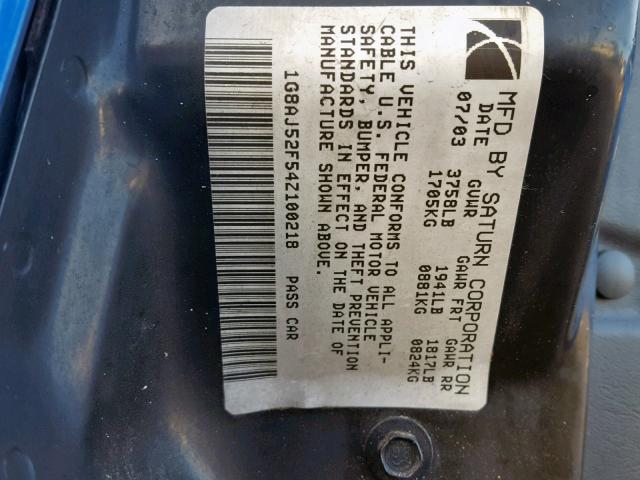 MFD BY SATURN CORPORATION
DATE GVWR GAWR FRT GAWR RR
07/03 3758LB 1941LB 1817LB
1705KG 0881KG 0824KG
THIS VEHICLE CONFORMS TO ALL APPLI-
CABLE U.S. FEDERAL MOTOR VEHICLE
SAFETY, BUMPER, AND THEFT PREVENTION
STANDARDS IN EFFECT ON THE DATE OF
MANUFACTURE SHOWN ABOVE.
1G8AJ52F54Z100218 PASS CAR